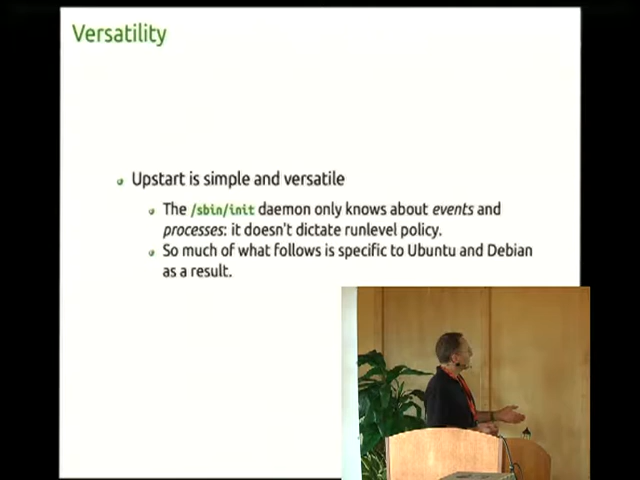 Versatility
Upstart is simple and versatile
The /sbin/init daemon only knows about events and
processes: it doesn't dictate runlevel policy.
So much of what follows is specific to Ubuntu and Debian
as a result.